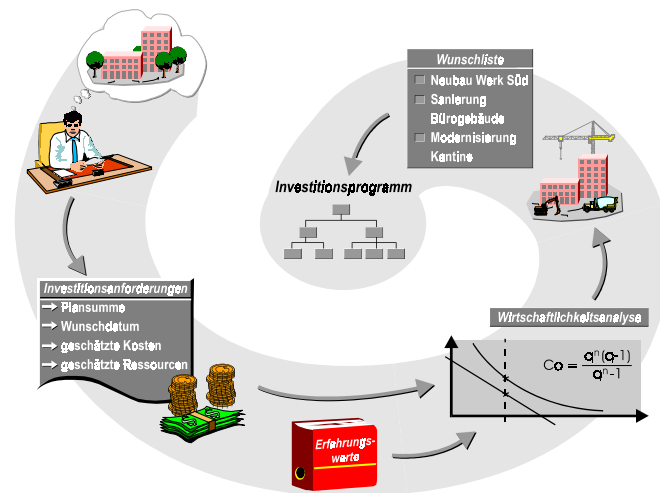 Wunschliste
Neubau Werk Süd
Sanierung
Bürogebäude
Modernisierung
Kantine
Investitionsprogramm
Investitionsanforderungen
Plansumme
Wunschdatum
geschätzte Kosten
geschätzte Ressourcen
Wirtschaftlichkeitsanalyse
Co = qⁿ(q-1) / qⁿ-1
Erfahrungs-
werte